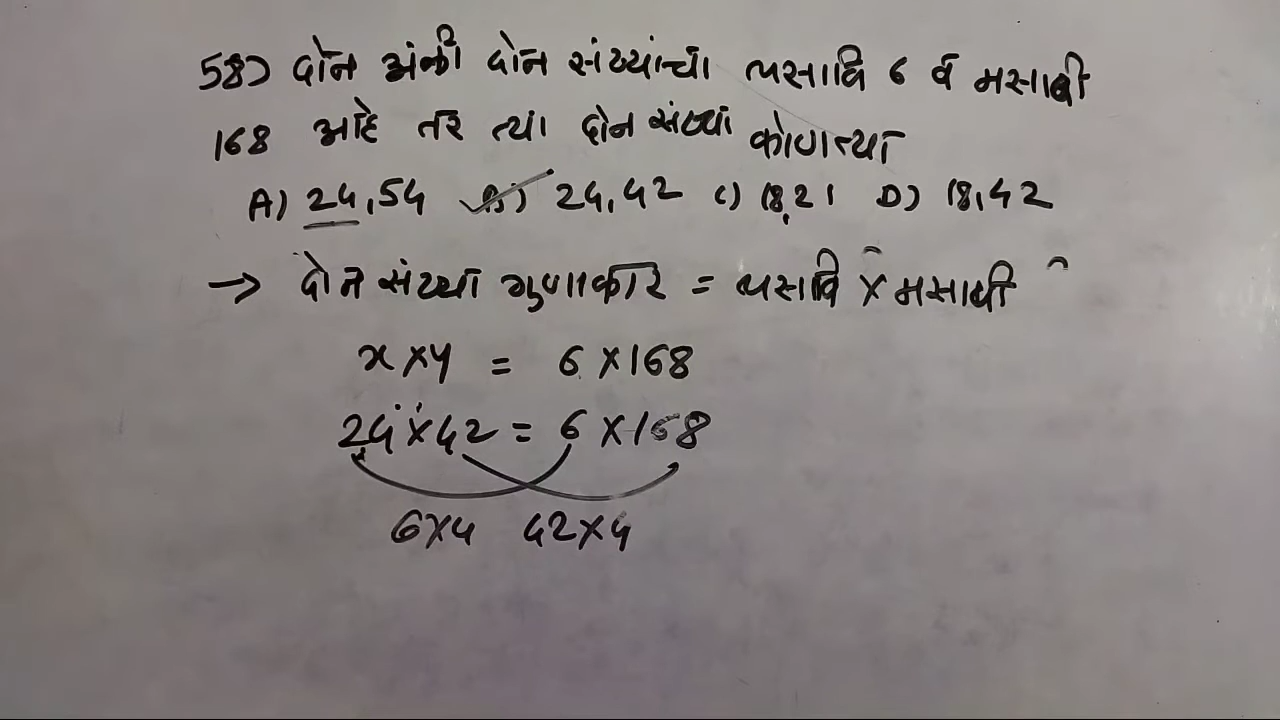 58) दोन अंकी दोन संख्यांचा लसावि 6 व मसावी
168 आहे तर त्या दोन संख्या कोणत्या
A) 24,54 B) 24,42 C) 18,21 D) 18,42
→ दोन संख्या गुणाकार = लसावि × मसावी
x × y = 6 × 168
24 × 42 = 6 × 168
6×4 42×4